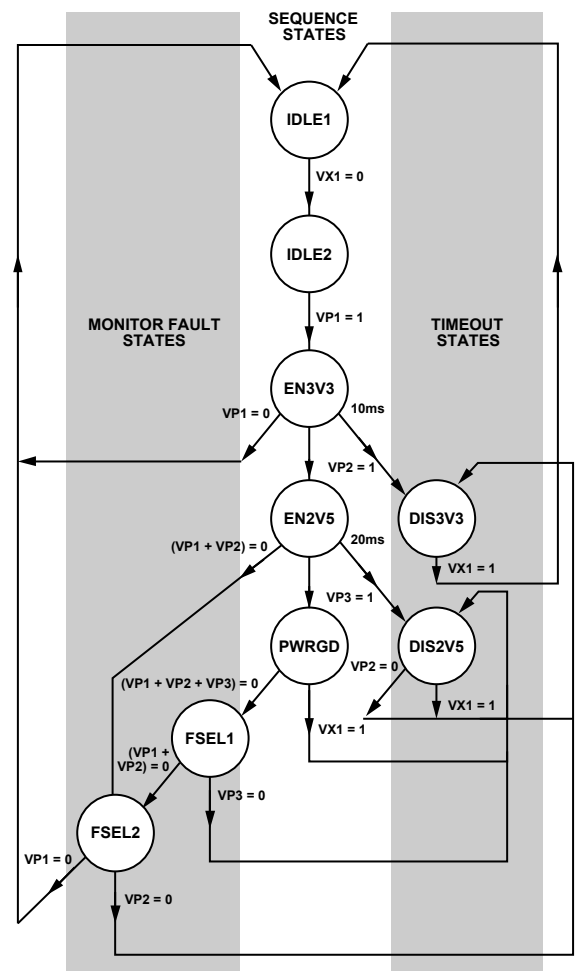 SEQUENCE
STATES
IDLE1
VX1 = 0
IDLE2
VP1 = 1
MONITOR FAULT
STATES
TIMEOUT
STATES
EN3V3
VP1 = 0
10ms
VP2 = 1
EN2V5
DIS3V3
(VP1 + VP2) = 0
20ms
VX1 = 1
VP3 = 1
PWRGD
DIS2V5
VP2 = 0
(VP1 + VP2 + VP3) = 0
VX1 = 1
VX1 = 1
FSEL1
(VP1 +
VP2) = 0
VP3 = 0
FSEL2
VP1 = 0
VP2 = 0